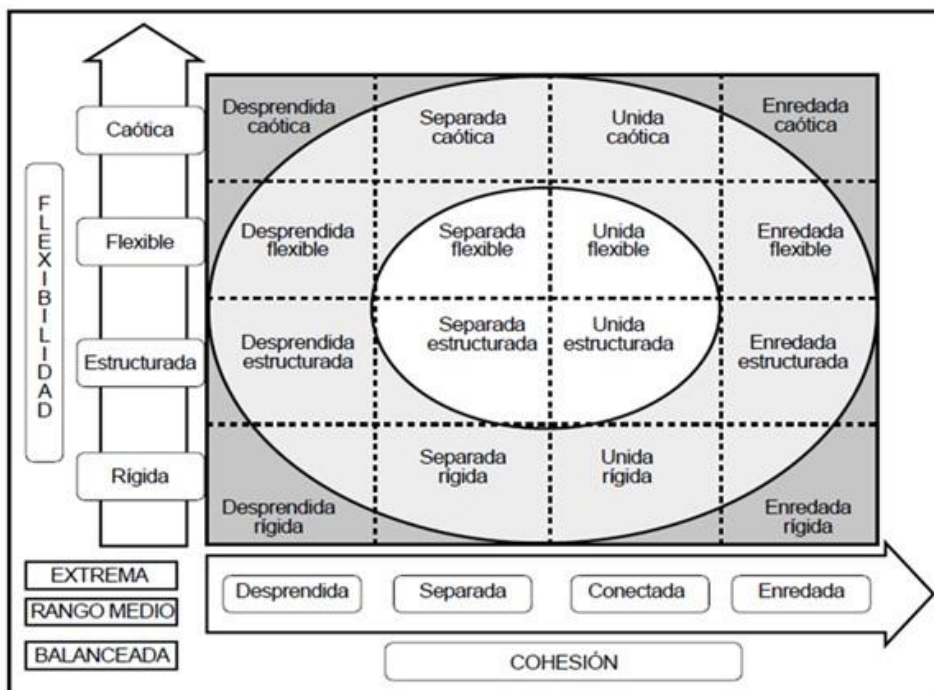 Caótica
Desprendida
caótica
Separada
caótica
Unida
caótica
Enredada
caótica
FLEXIBILIDAD
Flexible
Desprendida
flexible
Separada
flexible
Unida
flexible
Enredada
flexible
Estructurada
Desprendida
estructurada
Separada
estructurada
Unida
estructurada
Enredada
estructurada
Rígida
Desprendida
rígida
Separada
rígida
Unida
rígida
Enredada
rígida
EXTREMA
RANGO MEDIO
BALANCEADA
Desprendida
Separada
Conectada
Enredada
COHESIÓN